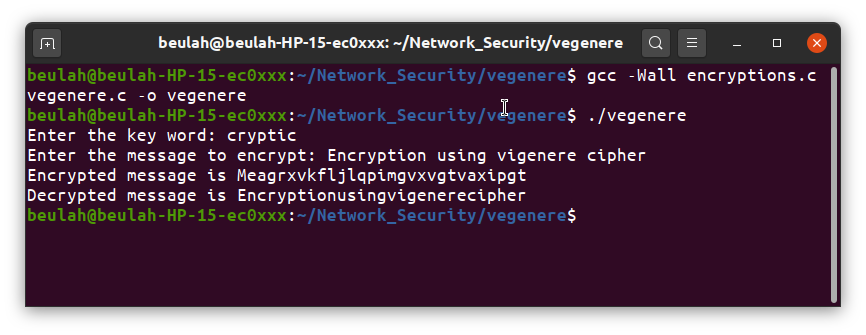 beulah@beulah-HP-15-ec0xxx: ~/Network_Security/vegenere
beulah@beulah-HP-15-ec0xxx:~/Network_Security/vegenere$ gcc -Wall encryptions.c
vegenere.c -o vegenere
beulah@beulah-HP-15-ec0xxx:~/Network_Security/vegenere$ ./vegenere
Enter the key word: cryptic
Enter the message to encrypt: Encryption using vigenere cipher
Encrypted message is Meagrxvkfljlqpimgvxvgtvaxipgt
Decrypted message is Encryptionusingvigenerecipher
beulah@beulah-HP-15-ec0xxx:~/Network_Security/vegenere$